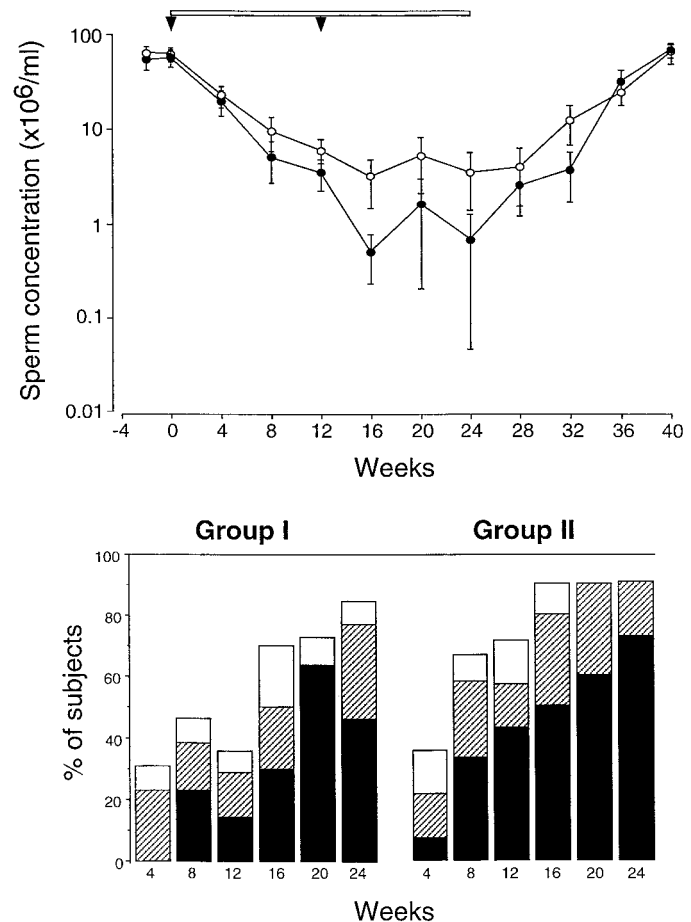 Sperm concentration (x10⁶/ml)
100
10
1
0.1
0.01
-4 0 4 8 12 16 20 24 28 32 36 40
Weeks
Group I
Group II
% of subjects
100
80
60
40
20
0
4 8 12 16 20 24
4 8 12 16 20 24
Weeks